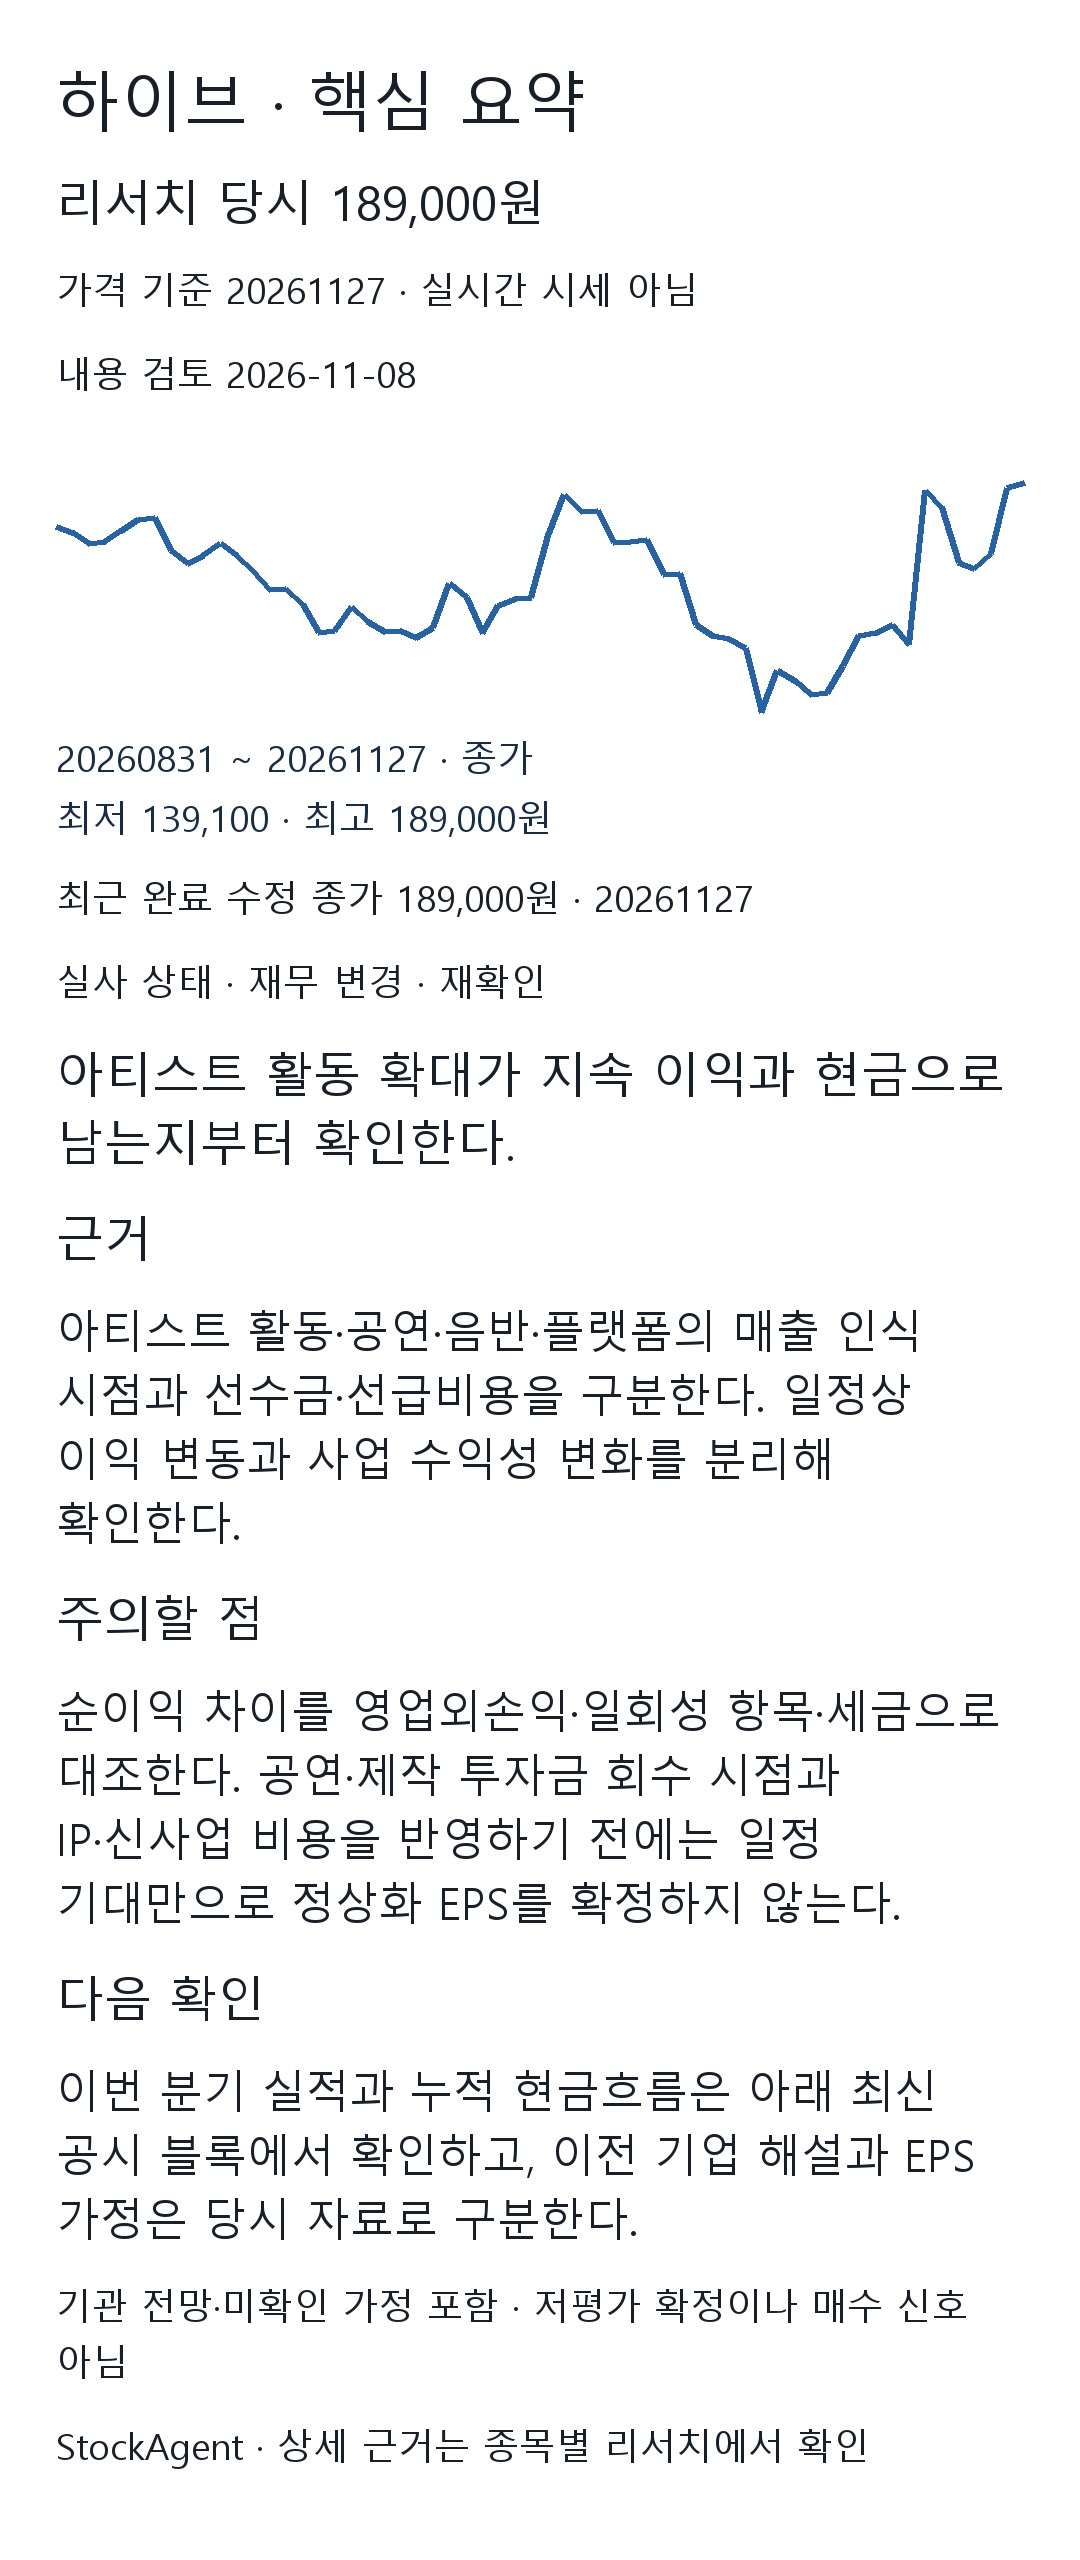 하이브 · 핵심 요약
리서치 당시 189,000원
가격 기준 20261127 · 실시간 시세 아님
내용 검토 2026-11-08
20260831 ~ 20261127 · 종가
최저 139,100 · 최고 189,000원
최근 완료 수정 종가 189,000원 · 20261127
실사 상태 · 재무 변경 · 재확인
아티스트 활동 확대가 지속 이익과 현금으로
남는지부터 확인한다.
근거
아티스트 활동·공연·음반·플랫폼의 매출 인식
시점과 선수금·선급비용을 구분한다. 일정상
이익 변동과 사업 수익성 변화를 분리해
확인한다.
주의할 점
순이익 차이를 영업외손익·일회성 항목·세금으로
대조한다. 공연·제작 투자금 회수 시점과
IP·신사업 비용을 반영하기 전에는 일정
기대만으로 정상화 EPS를 확정하지 않는다.
다음 확인
이번 분기 실적과 누적 현금흐름은 아래 최신
공시 블록에서 확인하고, 이전 기업 해설과 EPS
가정은 당시 자료로 구분한다.
기관 전망·미확인 가정 포함 · 저평가 확정이나 매수 신호
아님
StockAgent · 상세 근거는 종목별 리서치에서 확인